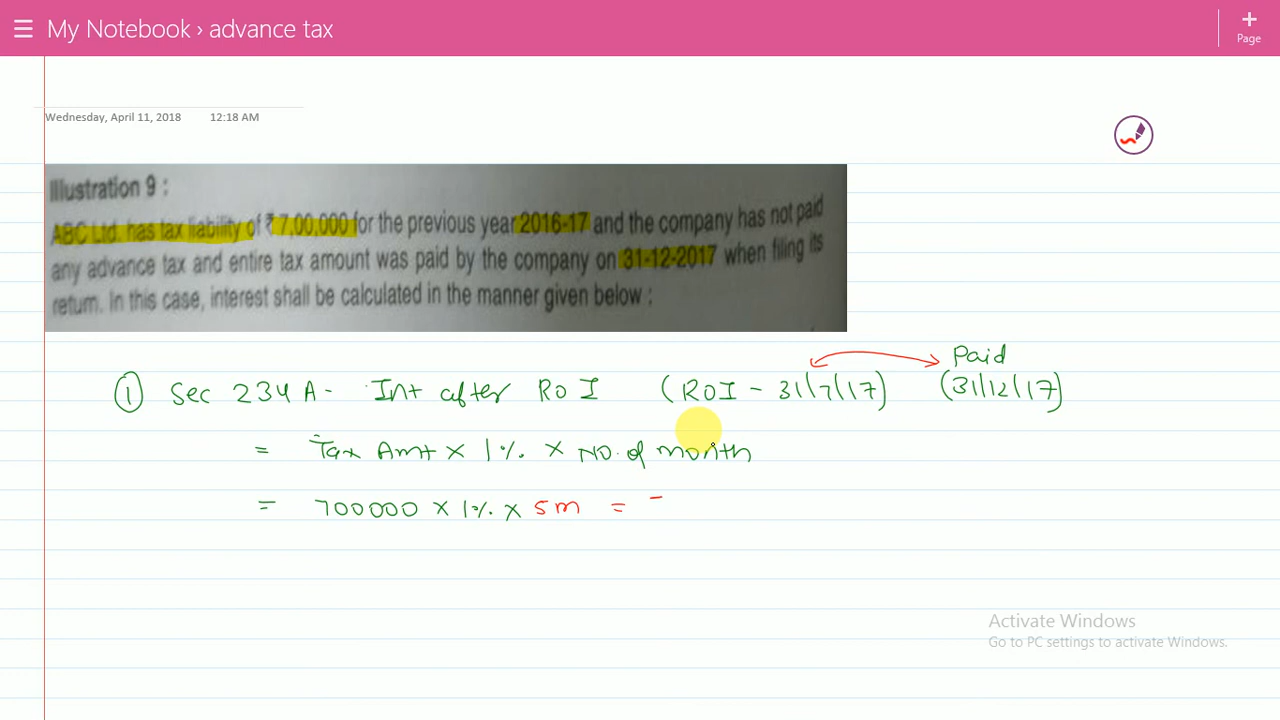 My Notebook › advance tax
Page
Wednesday, April 11, 2018 12:18 AM
Illustration 9 :
ABC Ltd. has tax liability of ₹ 7,00,000 for the previous year 2016-17 and the company has not paid
any advance tax and entire tax amount was paid by the company on 31-12-2017 when filing its
return. In this case, interest shall be calculated in the manner given below :
Paid
① Sec 234A - Int after ROI (ROI - 31/7/17) (31/12/17)
= Tax Amt × 1% × No. of month
= 700000 × 1% × 5m =
Activate Windows
Go to PC settings to activate Windows.